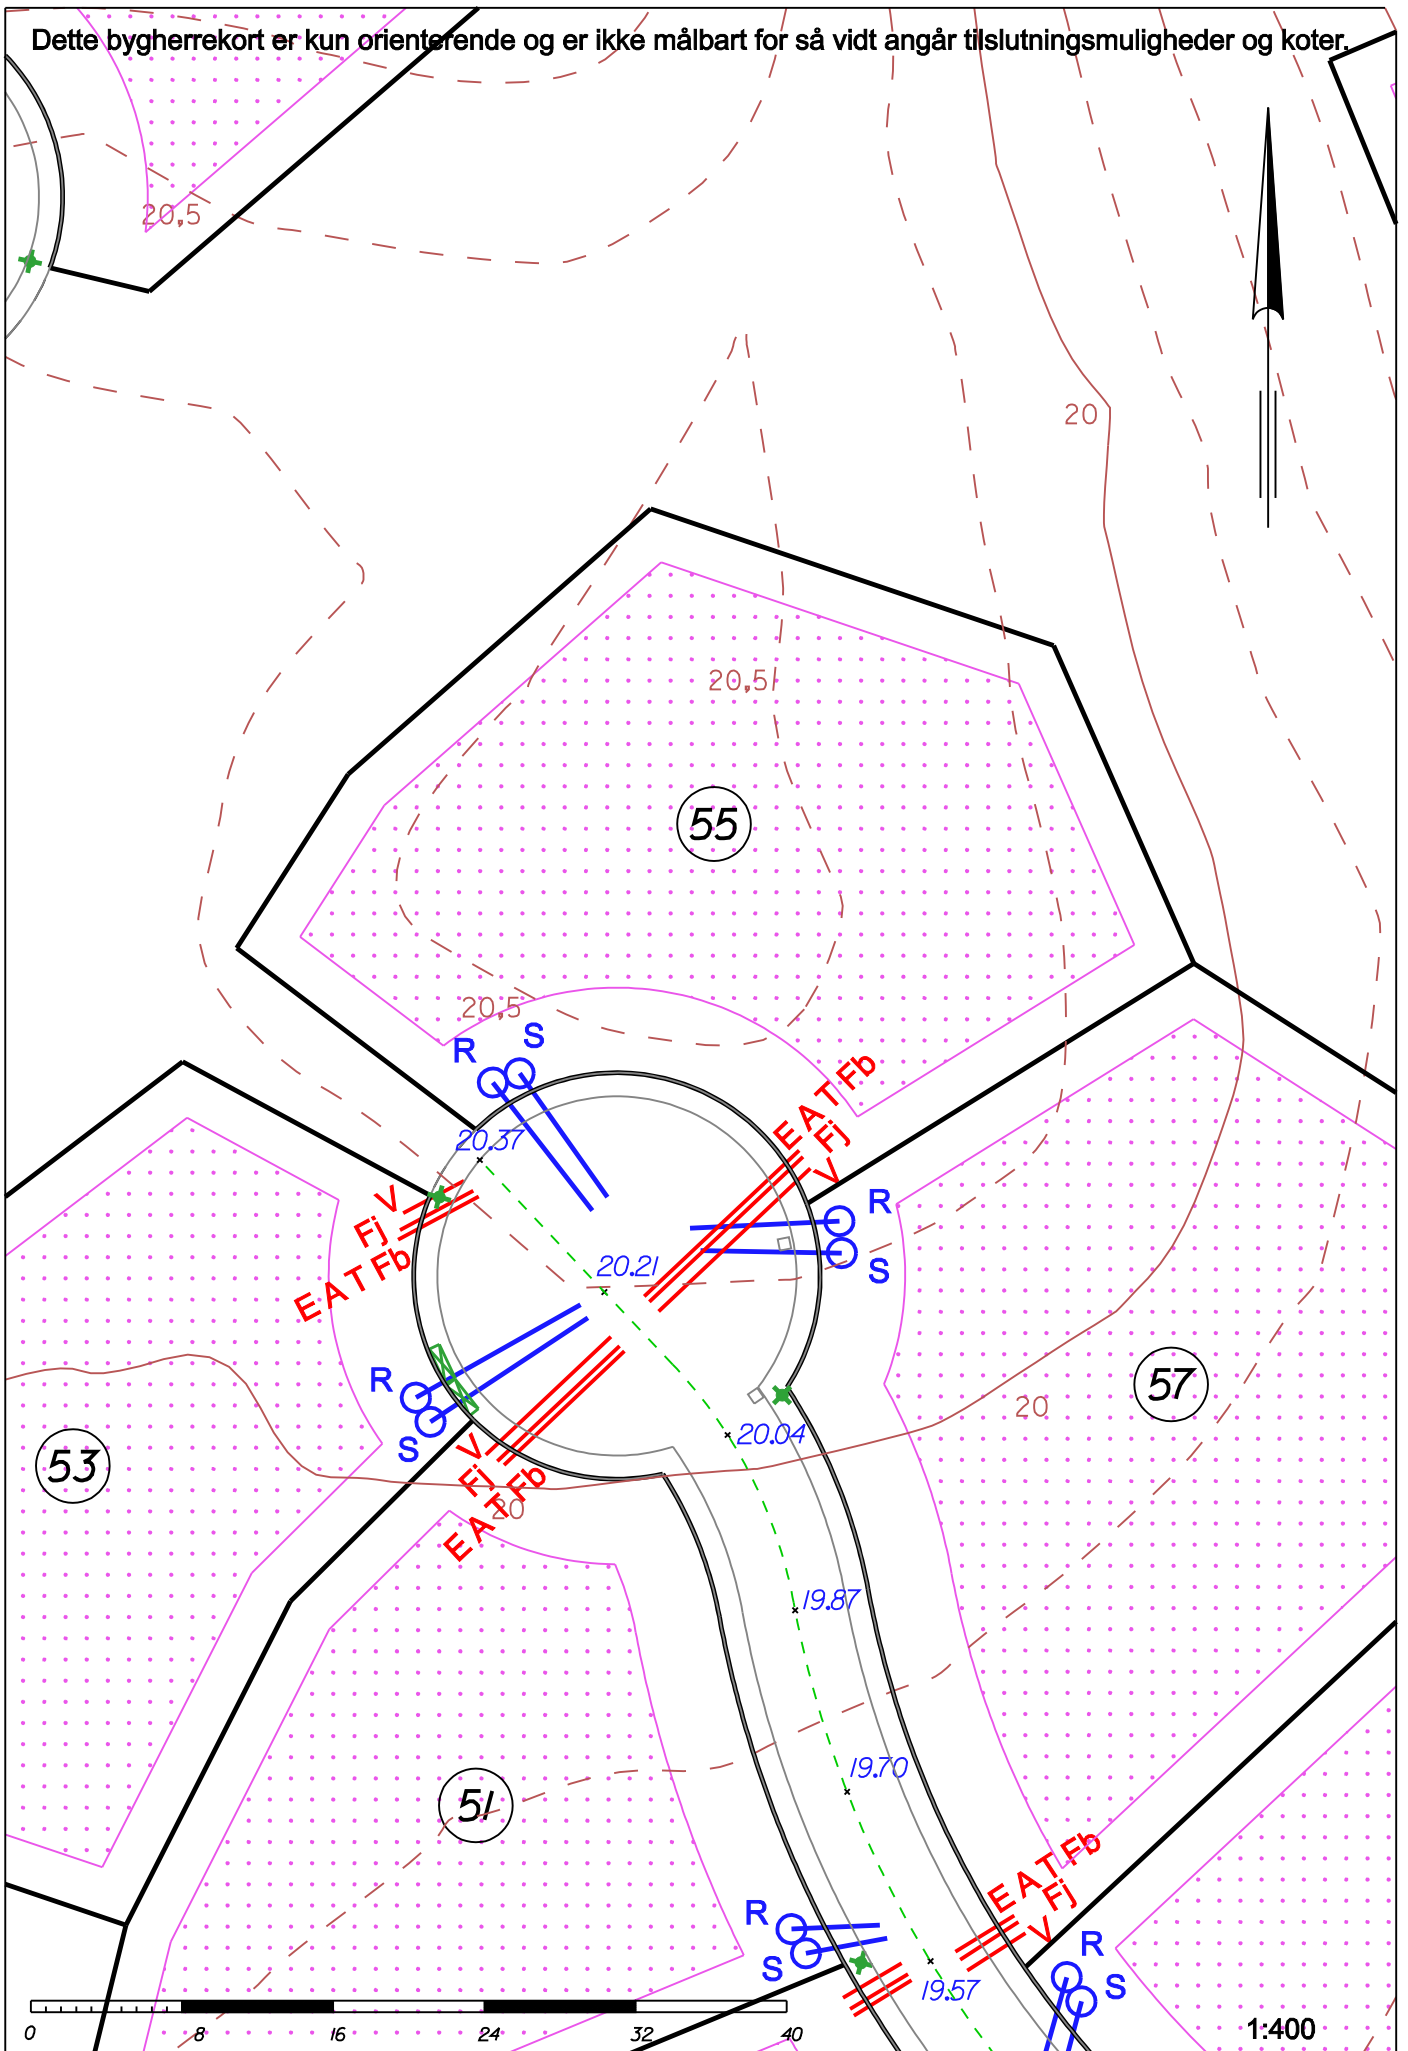 Dette bygherrekort er kun orienterende og er ikke målbart for så vidt angår tilslutningsmuligheder og koter.
20,5
20
20,5
55
20,5
R S
20.37
E A T Fb
Fj
V
V
Fj
E A T Fb
R
S
20.21
R
S
57
20
20.04
53
V
Fj
E A T Fb
20
19.87
19.70
51
E A T Fb
Fj
V
R
S
R
S
19.57
0 8 16 24 32 40
1:400